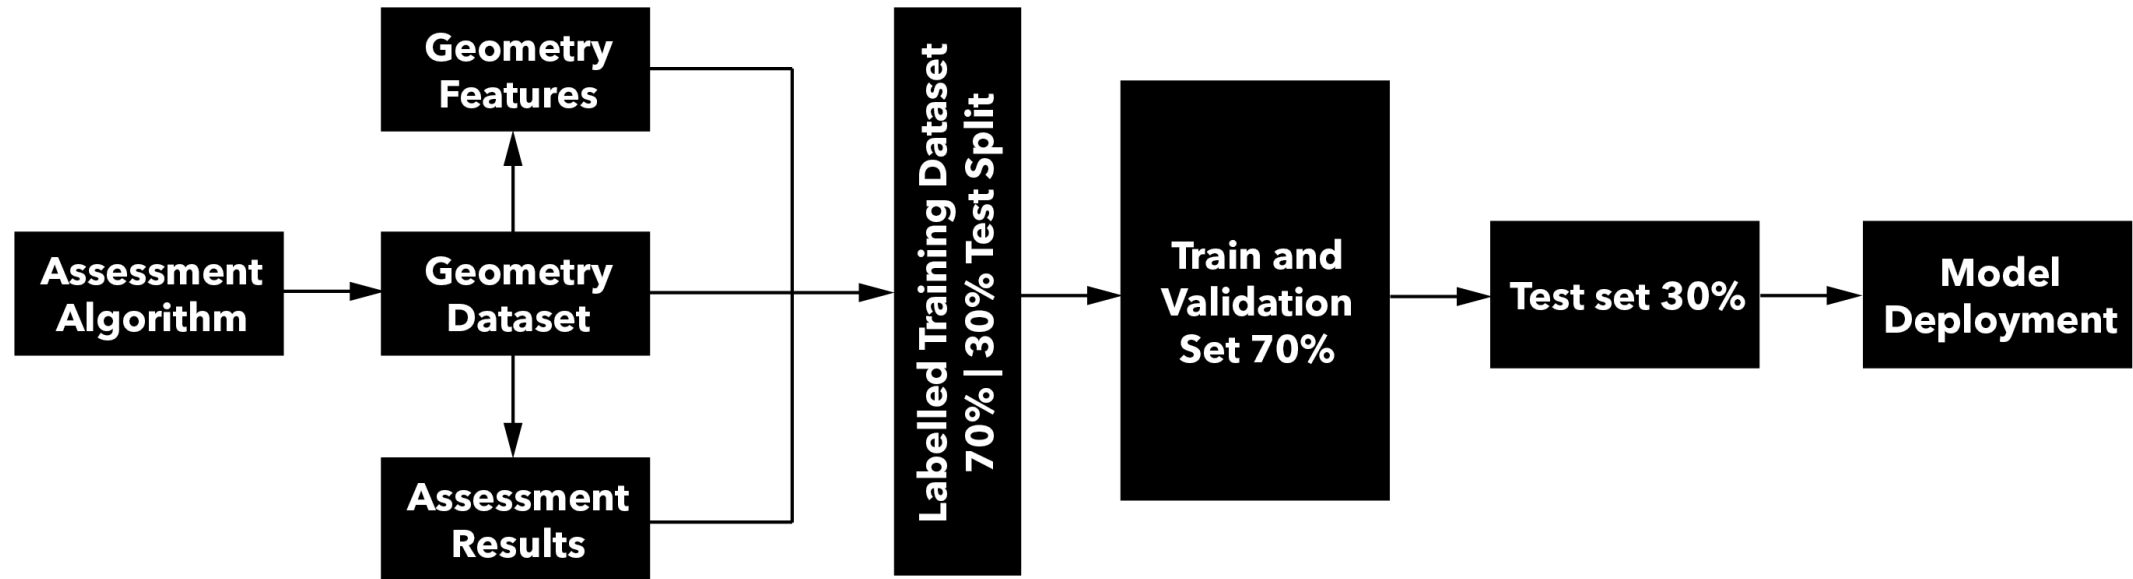 Geometry
Features
Assessment
Algorithm
Geometry
Dataset
Assessment
Results
Labelled Training Dataset
70% | 30% Test Split
Train and
Validation
Set 70%
Test set 30%
Model
Deployment